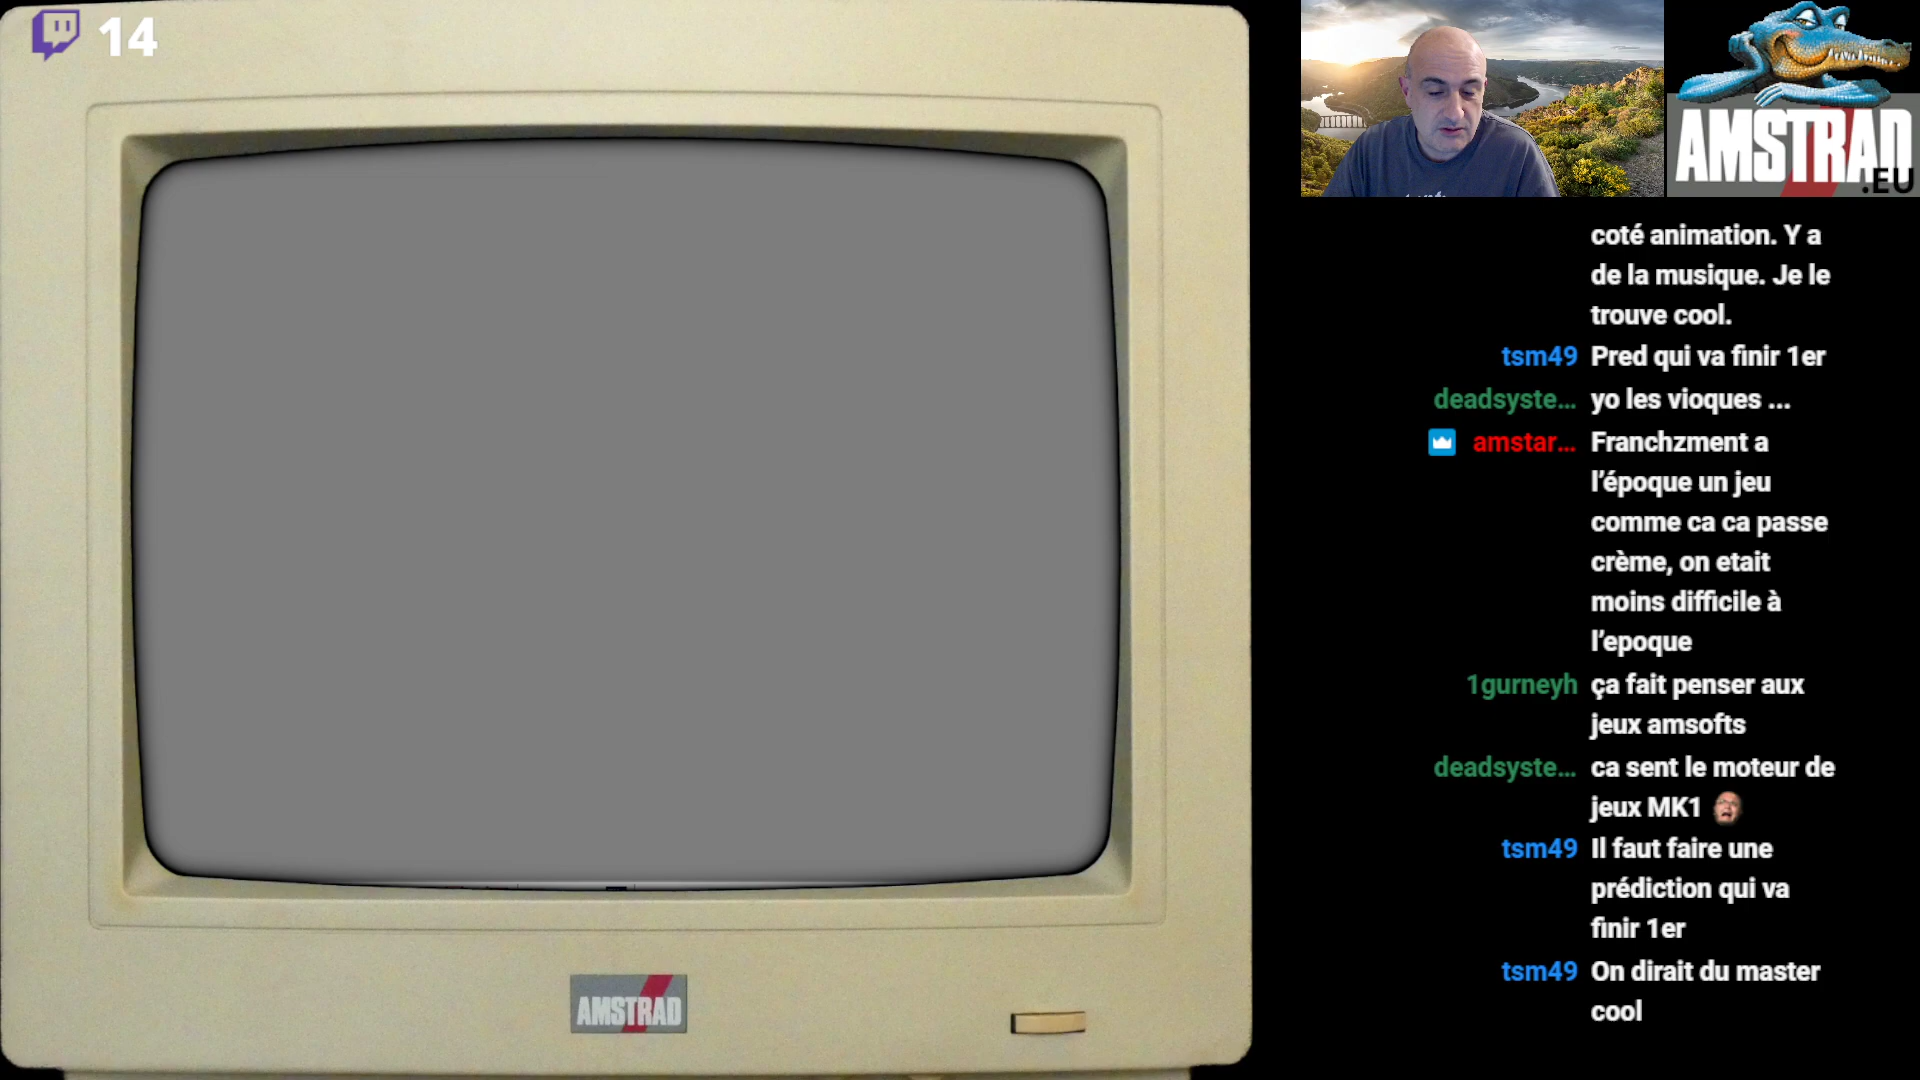 14
AMSTRAD
.EU
coté animation. Y a
de la musique. Je le
trouve cool.
tsm49 Pred qui va finir 1er
deadsyste... yo les vioques ...
amstar... Franchzment a
l'époque un jeu
comme ca ca passe
crème, on etait
moins difficile à
l'epoque
1gurneyh ça fait penser aux
jeux amsofts
deadsyste... ca sent le moteur de
jeux MK1
tsm49 Il faut faire une
prédiction qui va
finir 1er
tsm49 On dirait du master
cool
AMSTRAD